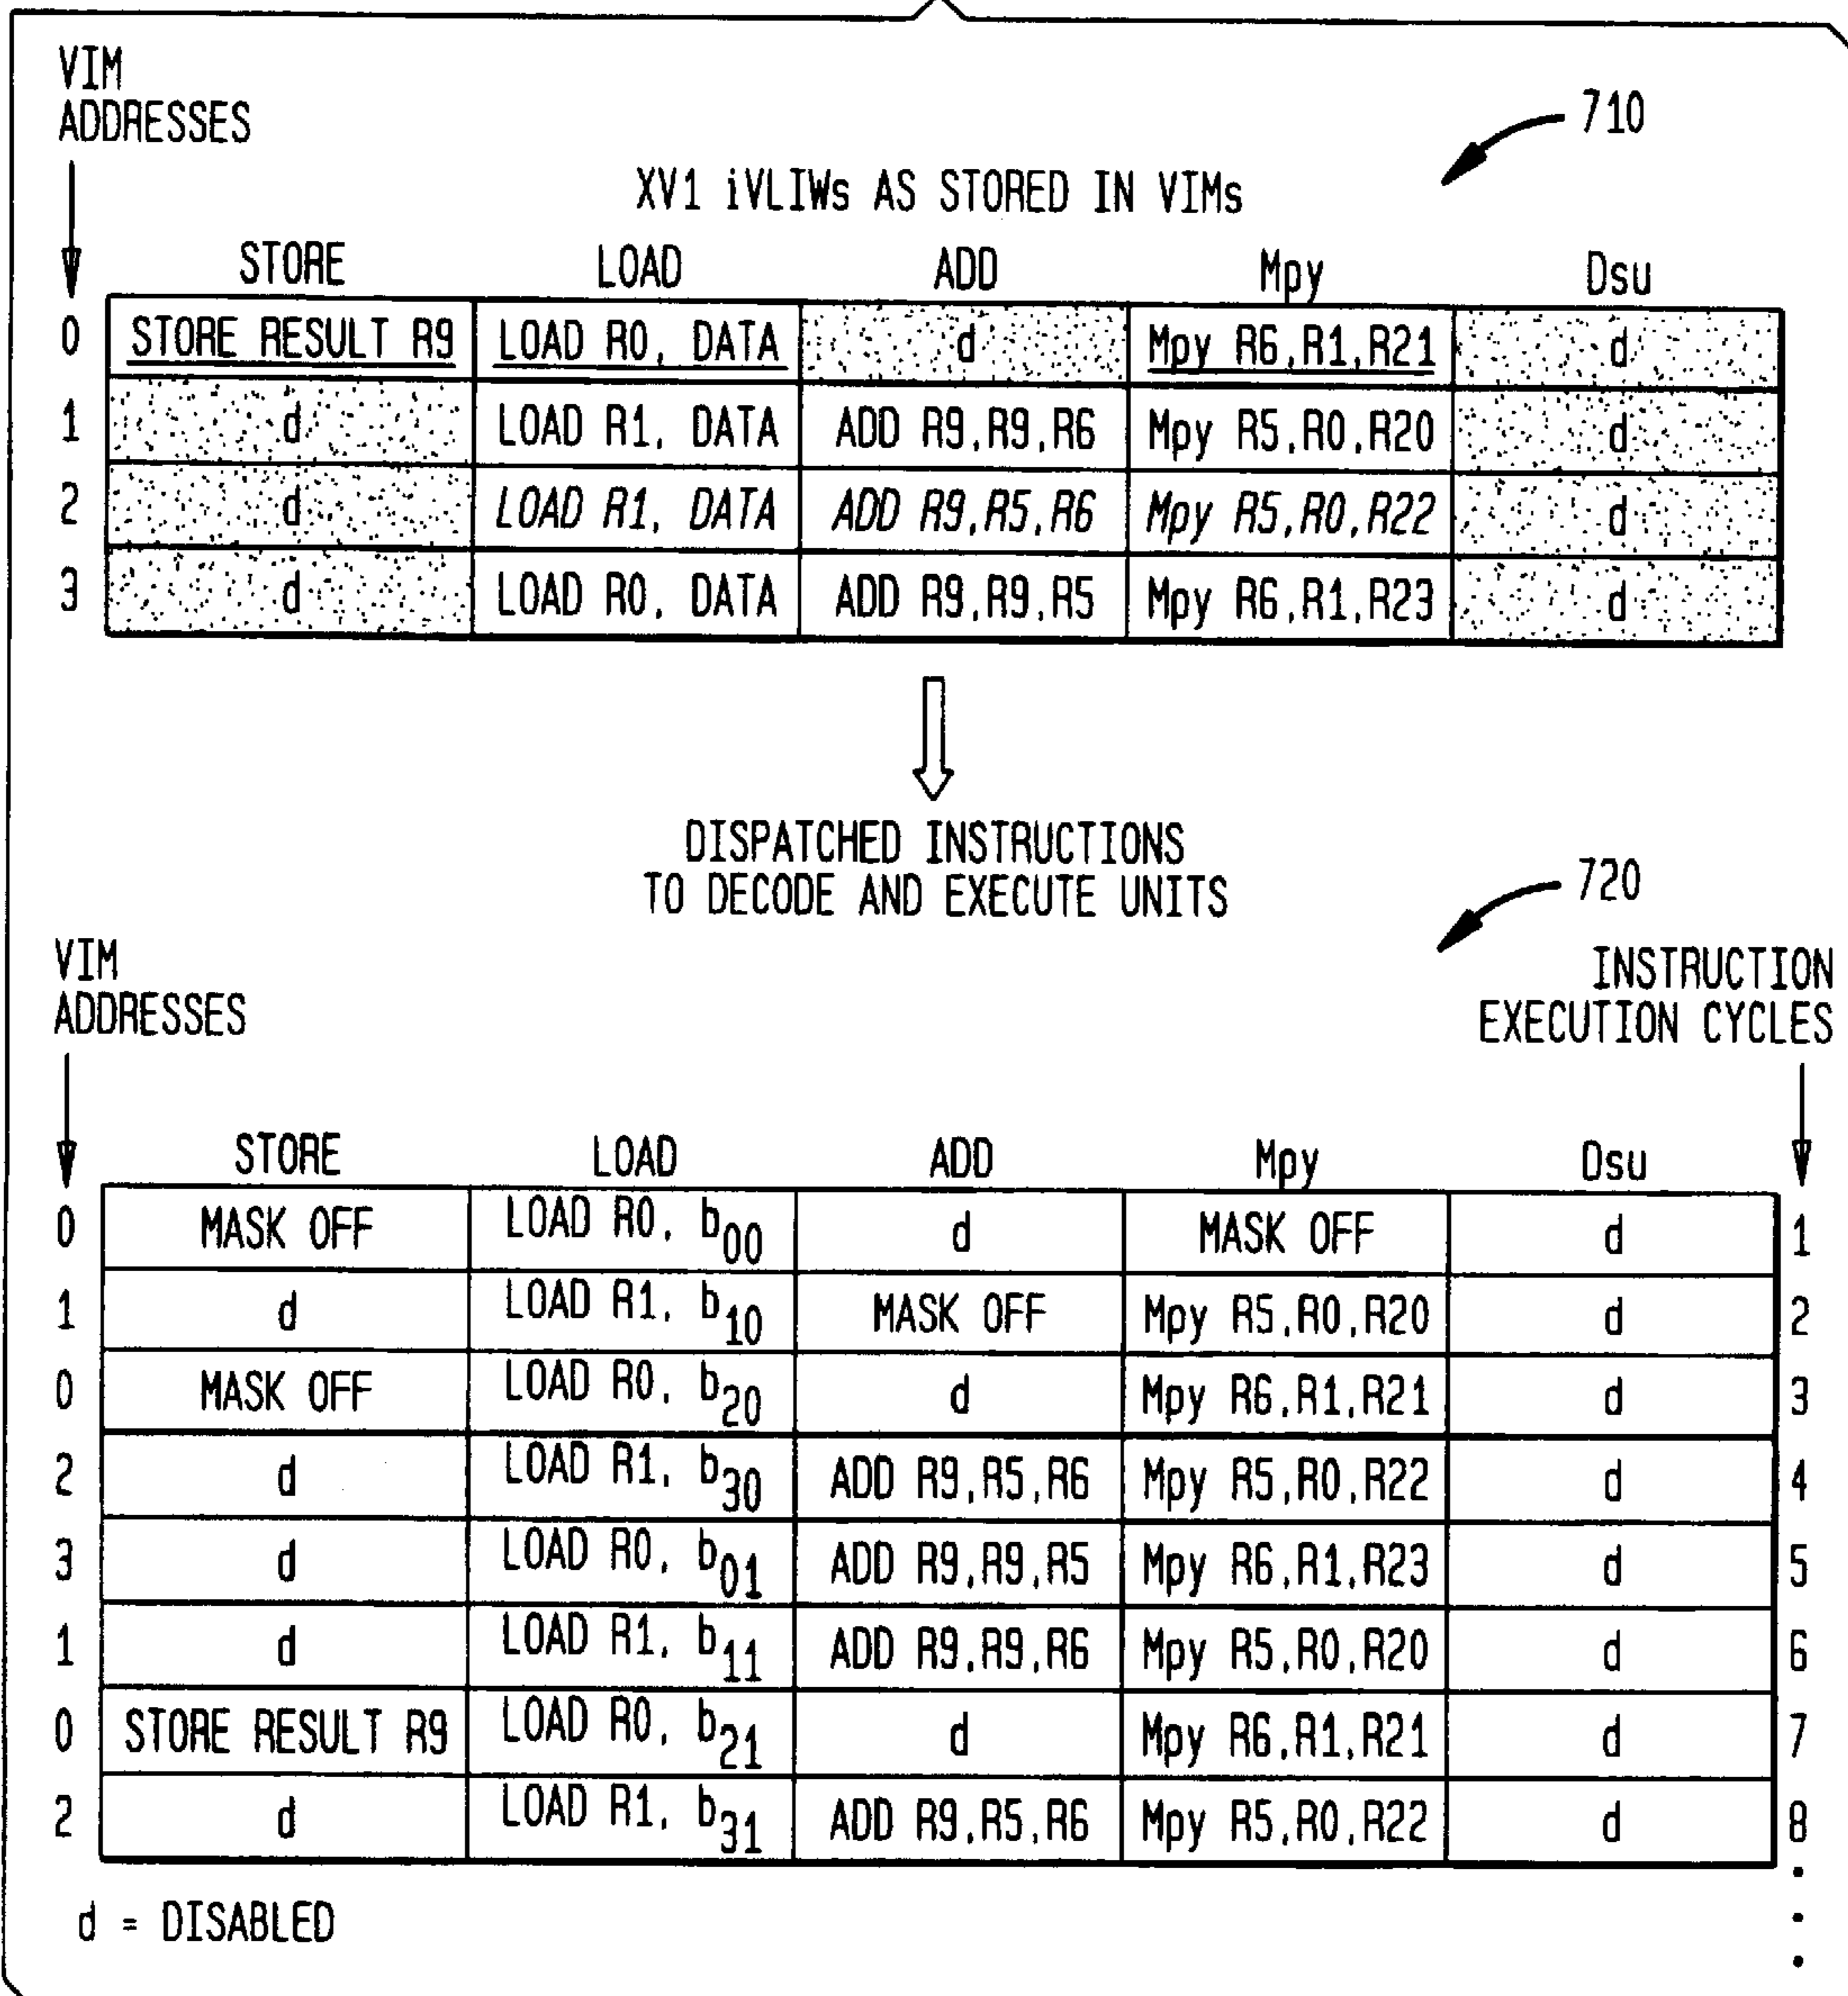 VIM
ADDRESSES
710
XV1 iVLIWs AS STORED IN VIMs
STORE LOAD ADD Mpy Dsu
0 STORE RESULT R9 LOAD R0, DATA d Mpy R6,R1,R21 d
1 d LOAD R1, DATA ADD R9,R9,R6 Mpy R5,R0,R20 d
2 d LOAD R1, DATA ADD R9,R5,R6 Mpy R5,R0,R22 d
3 d LOAD R0, DATA ADD R9,R9,R5 Mpy R6,R1,R23 d
DISPATCHED INSTRUCTIONS
TO DECODE AND EXECUTE UNITS
720
VIM
ADDRESSES
INSTRUCTION
EXECUTION CYCLES
STORE LOAD ADD Mpy Dsu
0 MASK OFF LOAD R0, b00 d MASK OFF d 1
1 d LOAD R1, b10 MASK OFF Mpy R5,R0,R20 d 2
0 MASK OFF LOAD R0, b20 d Mpy R6,R1,R21 d 3
2 d LOAD R1, b30 ADD R9,R5,R6 Mpy R5,R0,R22 d 4
3 d LOAD R0, b01 ADD R9,R9,R5 Mpy R6,R1,R23 d 5
1 d LOAD R1, b11 ADD R9,R9,R6 Mpy R5,R0,R20 d 6
0 STORE RESULT R9 LOAD R0, b21 d Mpy R6,R1,R21 d 7
2 d LOAD R1, b31 ADD R9,R5,R6 Mpy R5,R0,R22 d 8
d = DISABLED